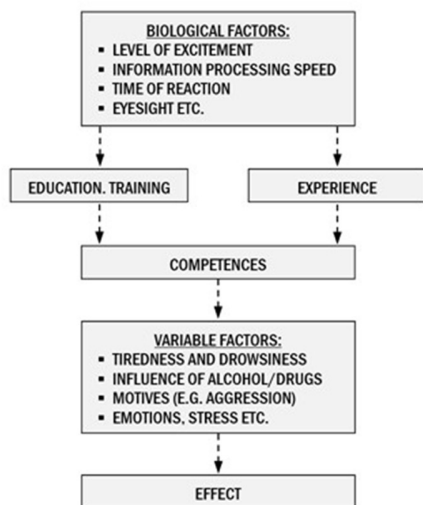 BIOLOGICAL FACTORS:
▪ LEVEL OF EXCITEMENT
▪ INFORMATION PROCESSING SPEED
▪ TIME OF REACTION
▪ EYESIGHT ETC.
EDUCATION. TRAINING
EXPERIENCE
COMPETENCES
VARIABLE FACTORS:
▪ TIREDNESS AND DROWSINESS
▪ INFLUENCE OF ALCOHOL/DRUGS
▪ MOTIVES (E.G. AGGRESSION)
▪ EMOTIONS, STRESS ETC.
EFFECT